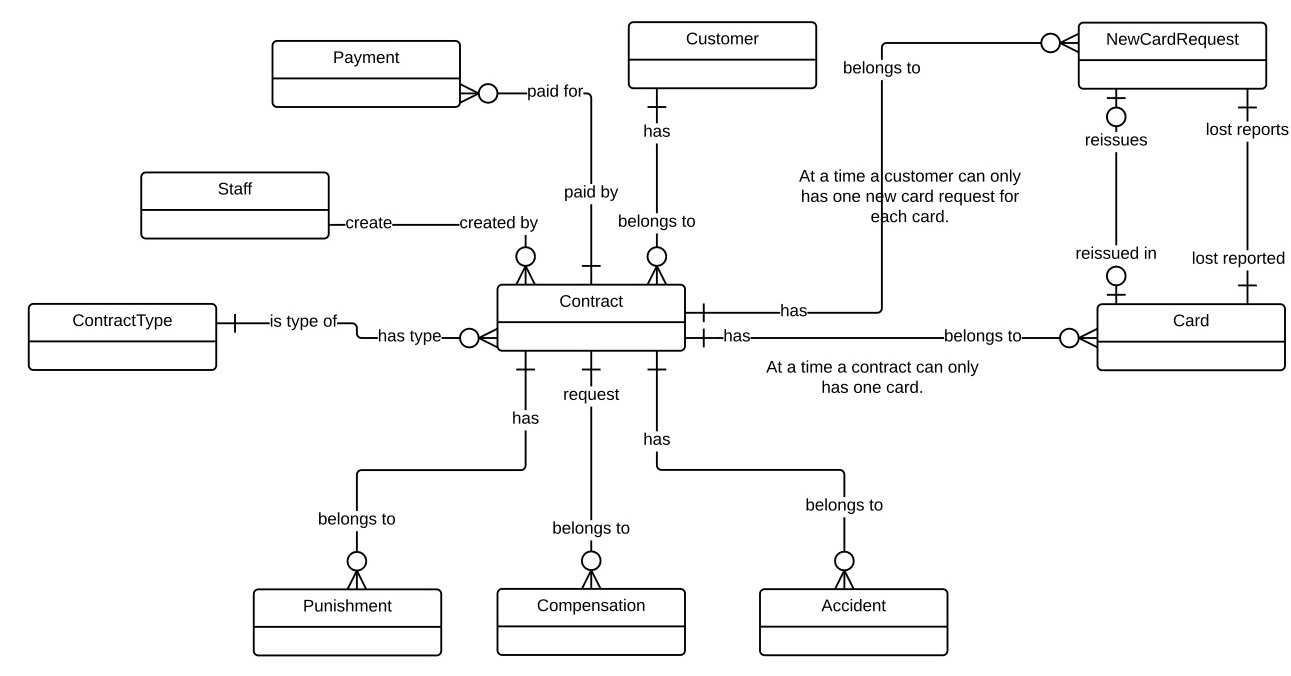 Customer
NewCardRequest
Payment
belongs to
paid for
has
lost reports
reissues
At a time a customer can only
has one new card request for
each card.
Staff
paid by
create
created by
belongs to
reissued in
lost reported
Contract
ContractType
is type of
has type
has
has
belongs to
Card
At a time a contract can only
has one card.
request
has
has
belongs to
belongs to
belongs to
Punishment
Compensation
Accident